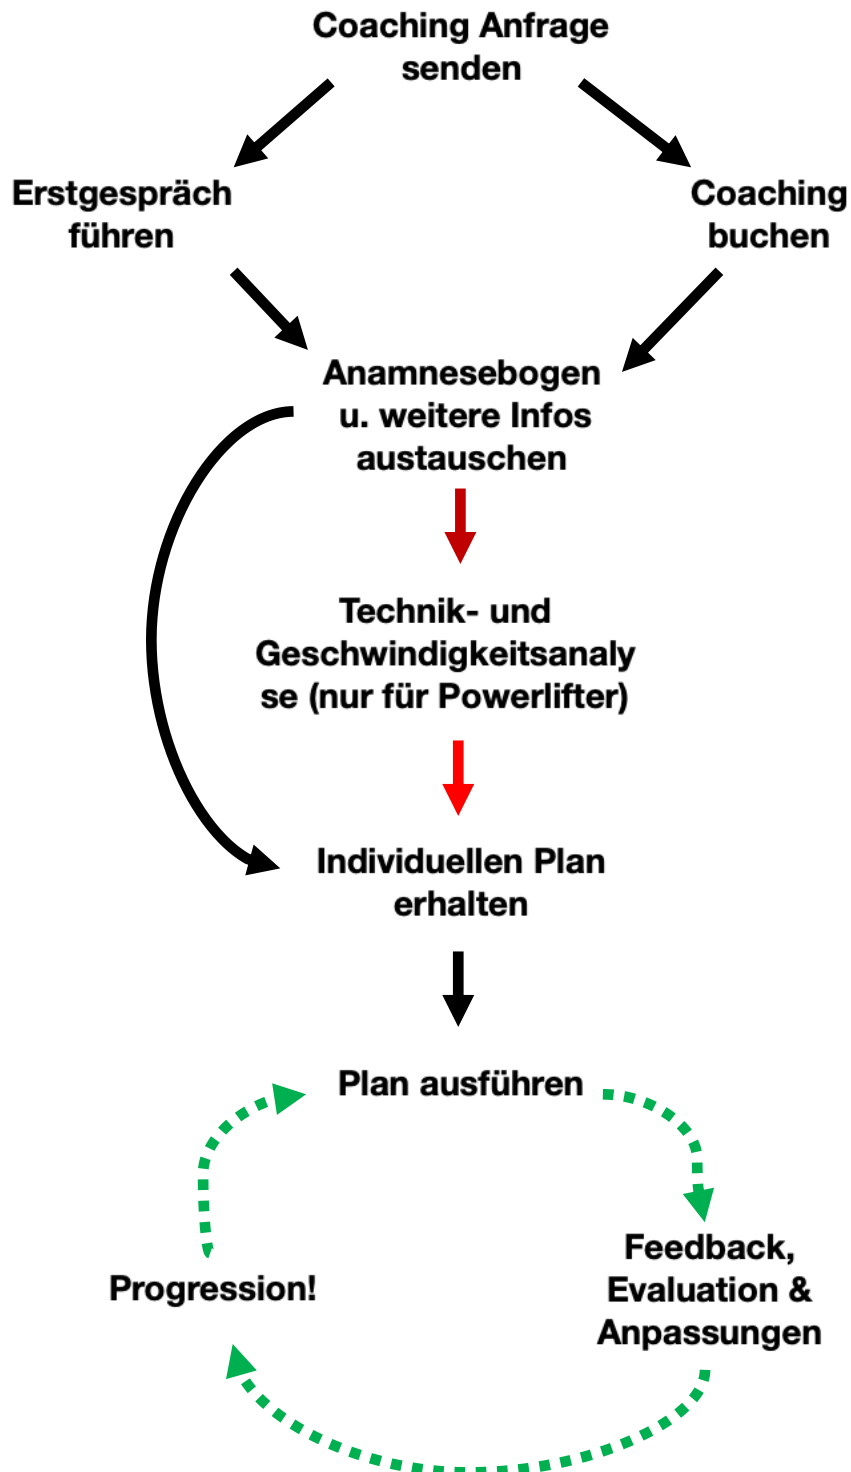 Coaching Anfrage
senden
Erstgespräch
führen
Coaching
buchen
Anamnesebogen
u. weitere Infos
austauschen
Technik- und
Geschwindigkeitsanaly
se (nur für Powerlifter)
Individuellen Plan
erhalten
Plan ausführen
Feedback,
Evaluation &
Anpassungen
Progression!